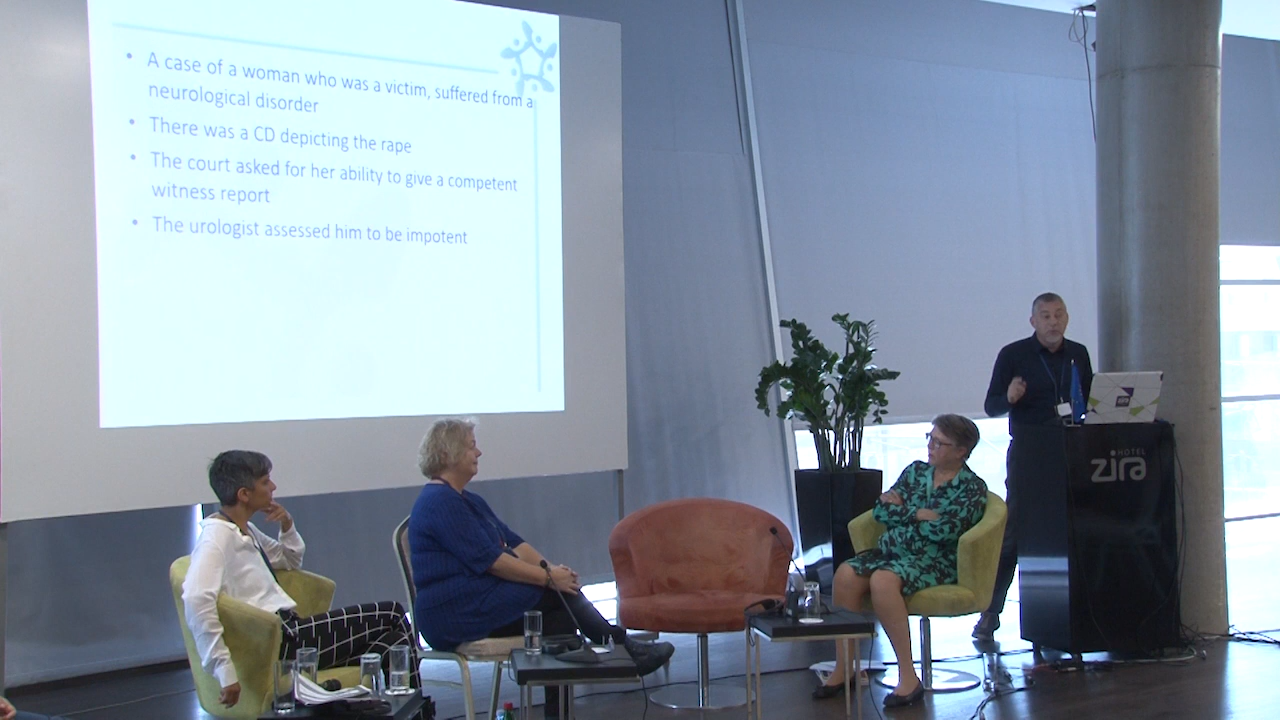 • A case of a woman who was a victim, suffered from a
neurological disorder
• There was a CD depicting the rape
• The court asked for her ability to give a competent
witness report
• The urologist assessed him to be impotent
HOTEL
zira